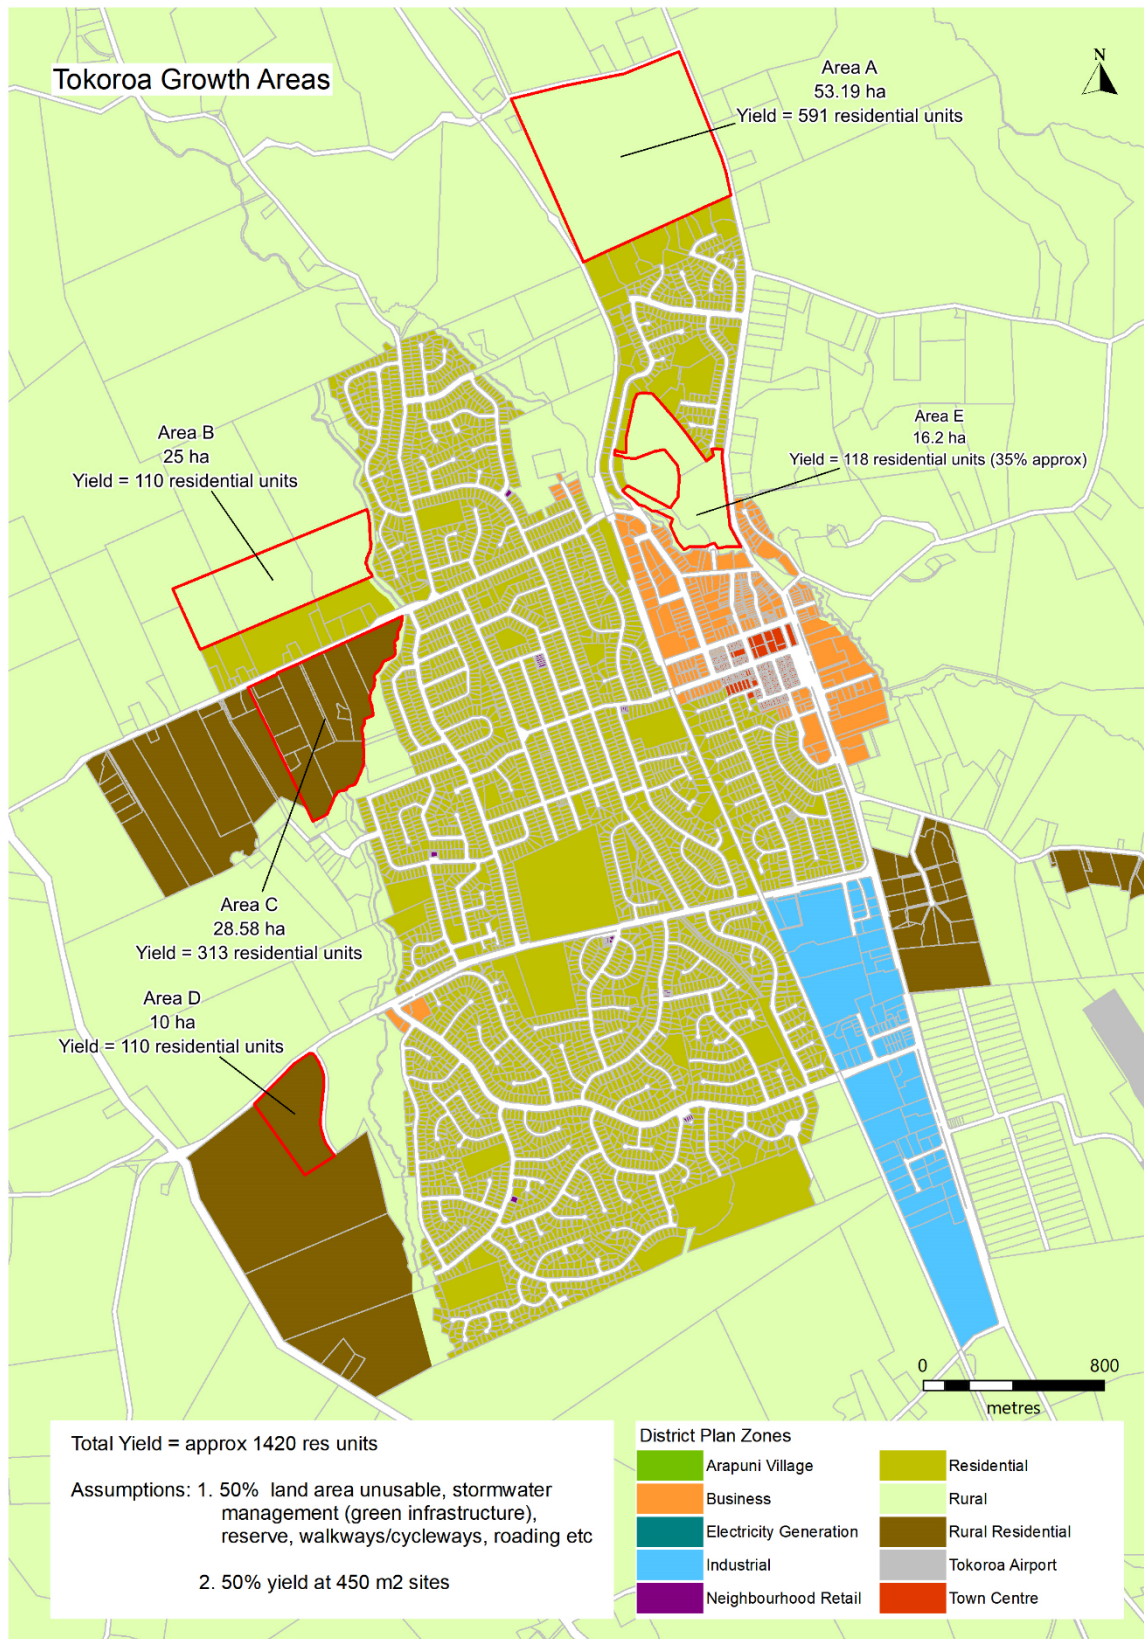 Tokoroa Growth Areas
N
Area A
53.19 ha
Yield = 591 residential units
Area E
16.2 ha
Yield = 118 residential units (35% approx)
Area B
25 ha
Yield = 110 residential units
Area C
28.58 ha
Yield = 313 residential units
Area D
10 ha
Yield = 110 residential units
0 800
metres
Total Yield = approx 1420 res units
Assumptions: 1. 50% land area unusable, stormwater
management (green infrastructure),
reserve, walkways/cycleways, roading etc
2. 50% yield at 450 m2 sites
District Plan Zones
Arapuni Village
Business
Electricity Generation
Industrial
Neighbourhood Retail
Residential
Rural
Rural Residential
Tokoroa Airport
Town Centre